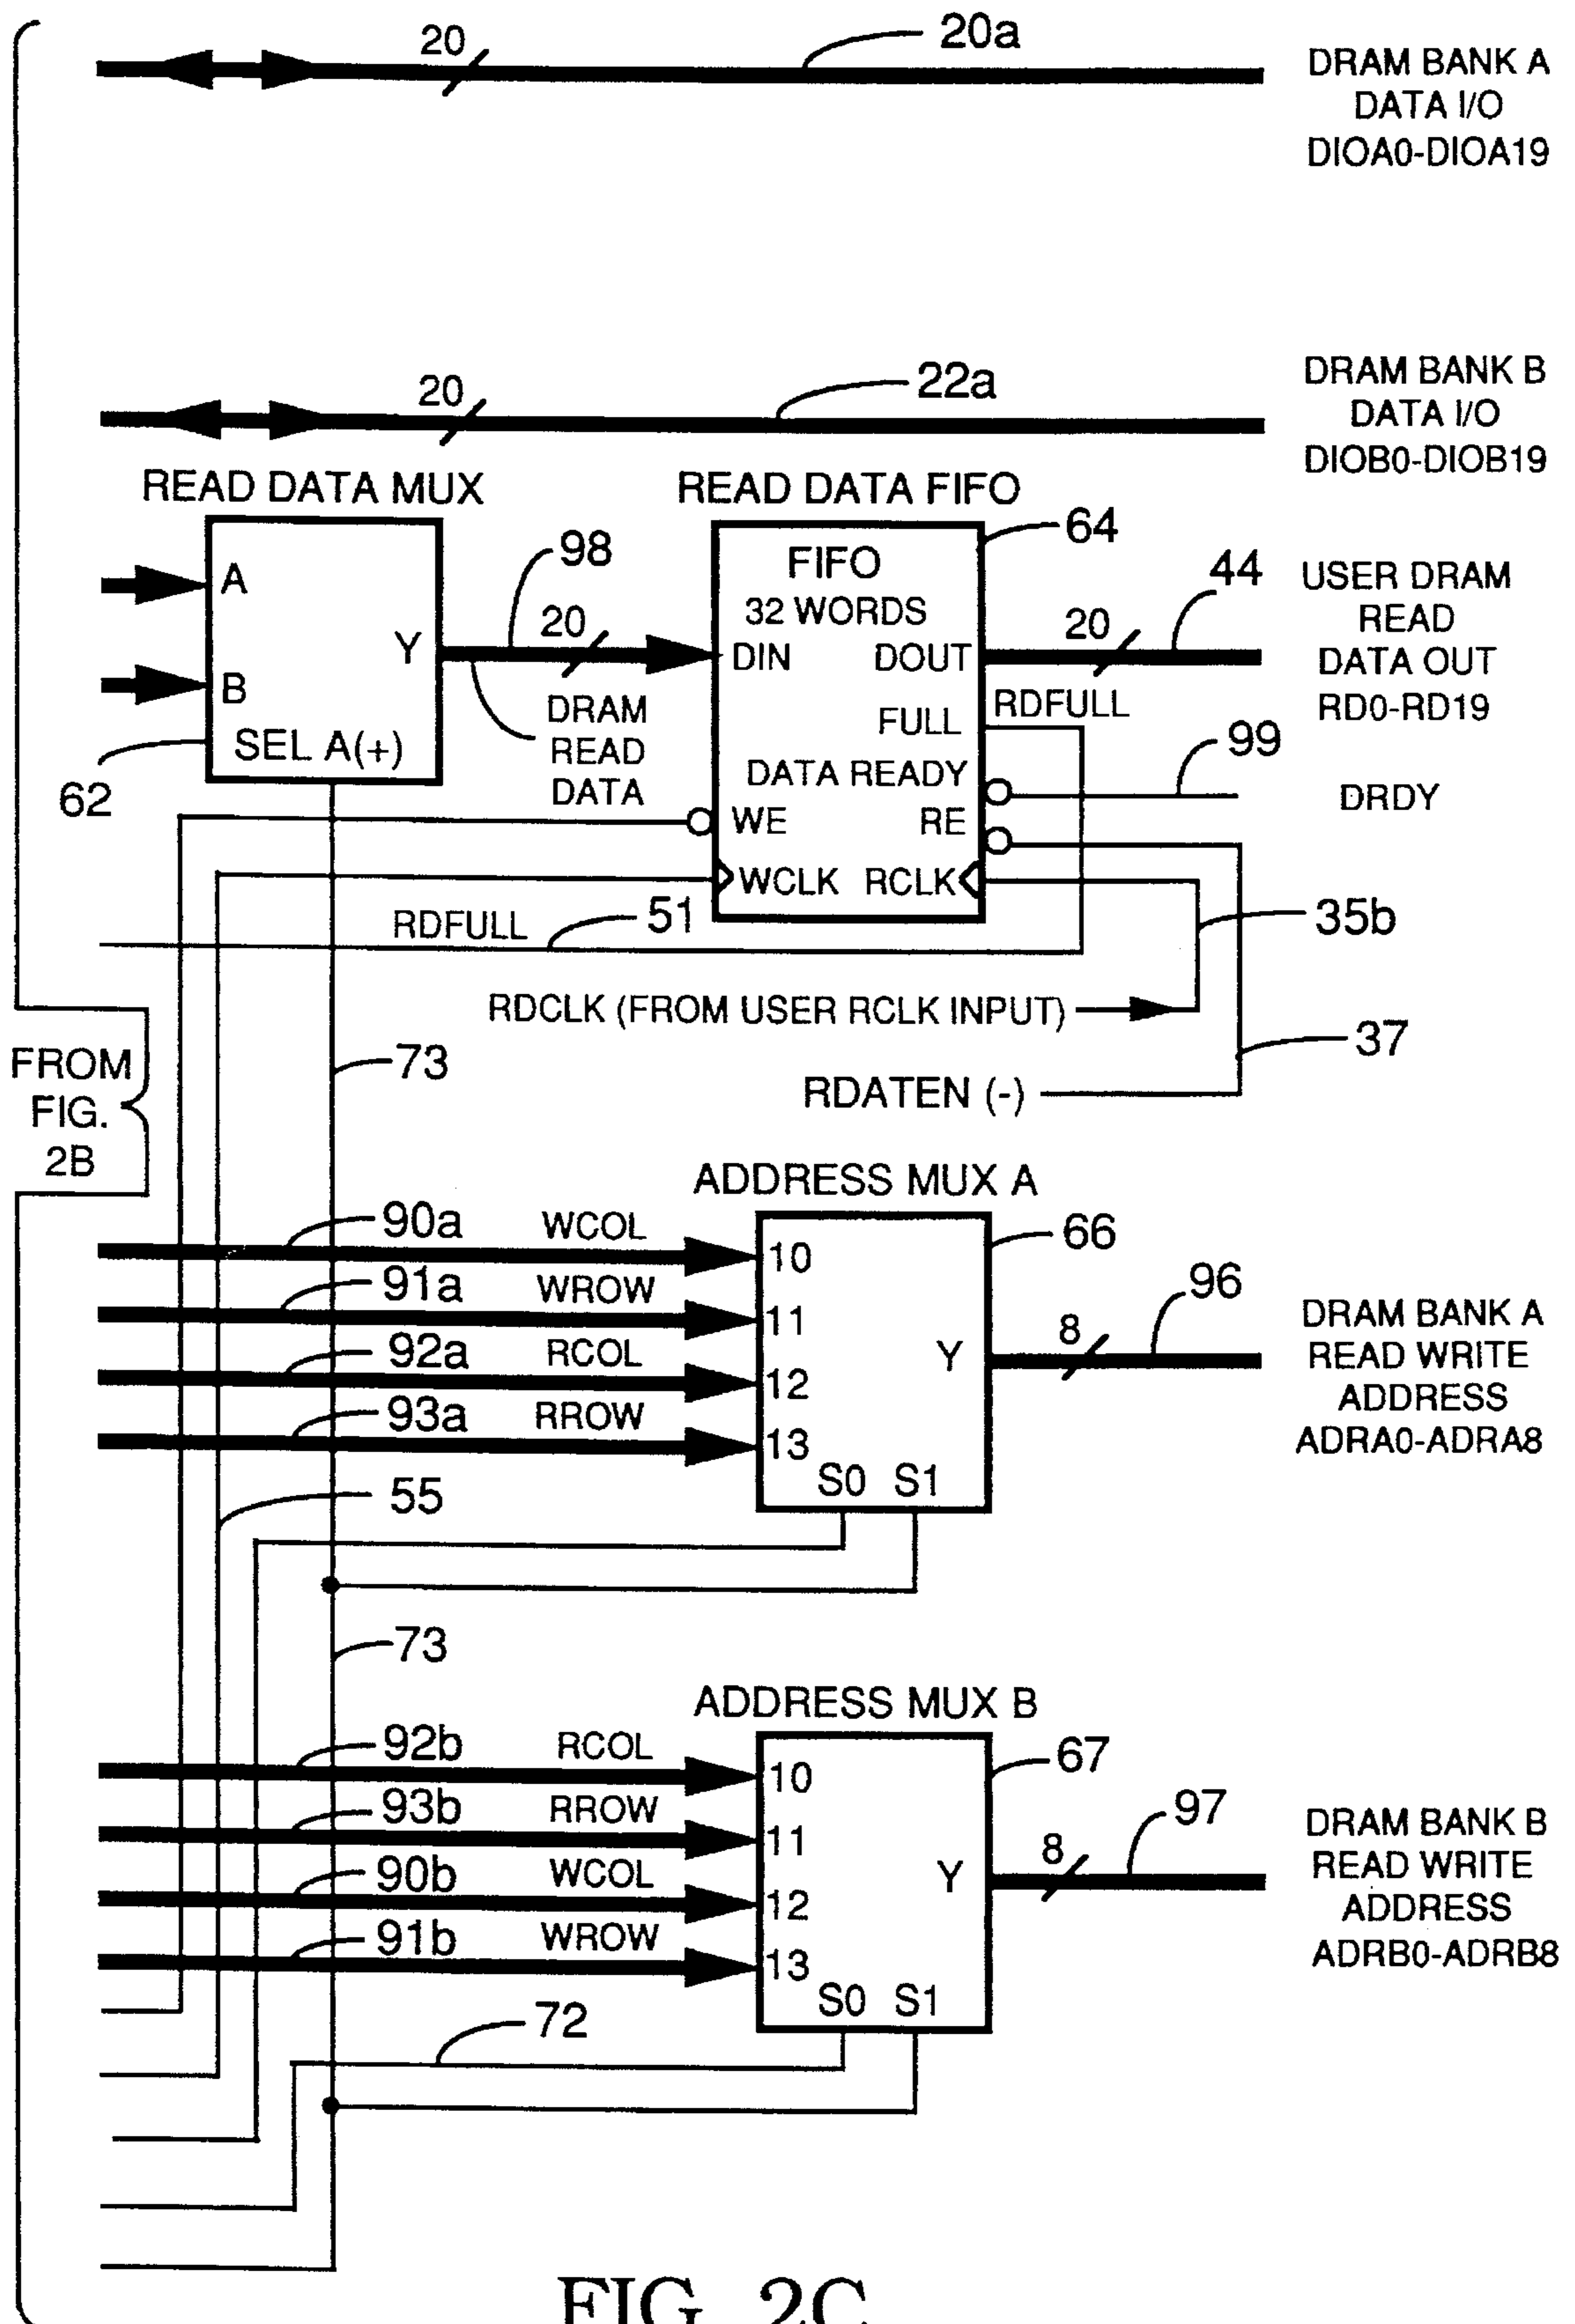 20
20a
DRAM BANK A
DATA I/O
DIOA0-DIOA19
20
22a
DRAM BANK B
DATA I/O
DIOB0-DIOB19
READ DATA MUX
A
B
Y
SEL A(+)
62
98
20
DRAM
READ
DATA
READ DATA FIFO
64
FIFO
32 WORDS
DIN
DOUT
FULL
DATA READY
WE
RE
WCLK
RCLK
20
44
USER DRAM
READ
DATA OUT
RD0-RD19
RDFULL
99
DRDY
RDFULL
51
35b
RDCLK (FROM USER RCLK INPUT)
37
RDATEN (-)
FROM
FIG.
2B
73
ADDRESS MUX A
90a
WCOL
10
91a
WROW
11
92a
RCOL
12
93a
RROW
13
Y
S0
S1
66
8
96
DRAM BANK A
READ WRITE
ADDRESS
ADRA0-ADRA8
55
73
ADDRESS MUX B
92b
RCOL
10
93b
RROW
11
90b
WCOL
12
91b
WROW
13
Y
S0
S1
67
8
97
DRAM BANK B
READ WRITE
ADDRESS
ADRB0-ADRB8
72
FIG. 2C